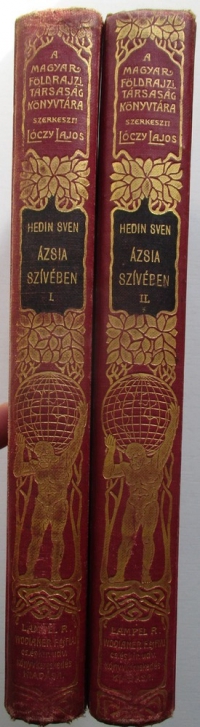 A
MAGYAR
FÖLDRAJZI
TÁRSASÁG
KÖNYVTÁRA
SZERKESZTI
LÓCZY LAJOS
HEDIN SVEN
ÁZSIA
SZÍVÉBEN
I.
LAMPEL R.
A
MAGYAR
FÖLDRAJZI
TÁRSASÁG
KÖNYVTÁRA
SZERKESZTI
LÓCZY LAJOS
HEDIN SVEN
ÁZSIA
SZÍVÉBEN
II.
LAMPEL R.